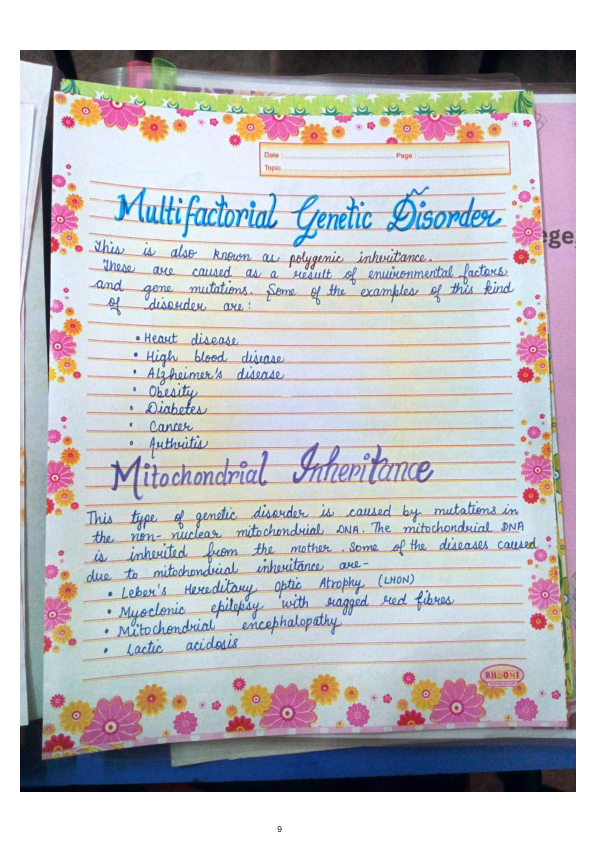 Date : Page :
Topic
ege,
Multifactorial Genetic Disorder
This is also known as polygenic inheritance.
These are caused as a result of environmental factors
and gene mutations. Some of the examples of this kind
of disorder are :
• Heart disease
• High blood disease
• Alzheimer's disease
• Obesity
• Diabetes
• Cancer
• Arthritis
Mitochondrial Inheritance
This type of genetic disorder is caused by mutations in
the non-nuclear mitochondrial DNA. The mitochondrial DNA
is inherited from the mother. Some of the diseases caused
due to mitochondrial inheritance are-
• Leber's Hereditary Optic Atrophy (LHON)
• Myoclonic epilepsy with ragged red fibres
• Mitochondrial encephalopathy
• Lactic acidosis
BHOOMI
9